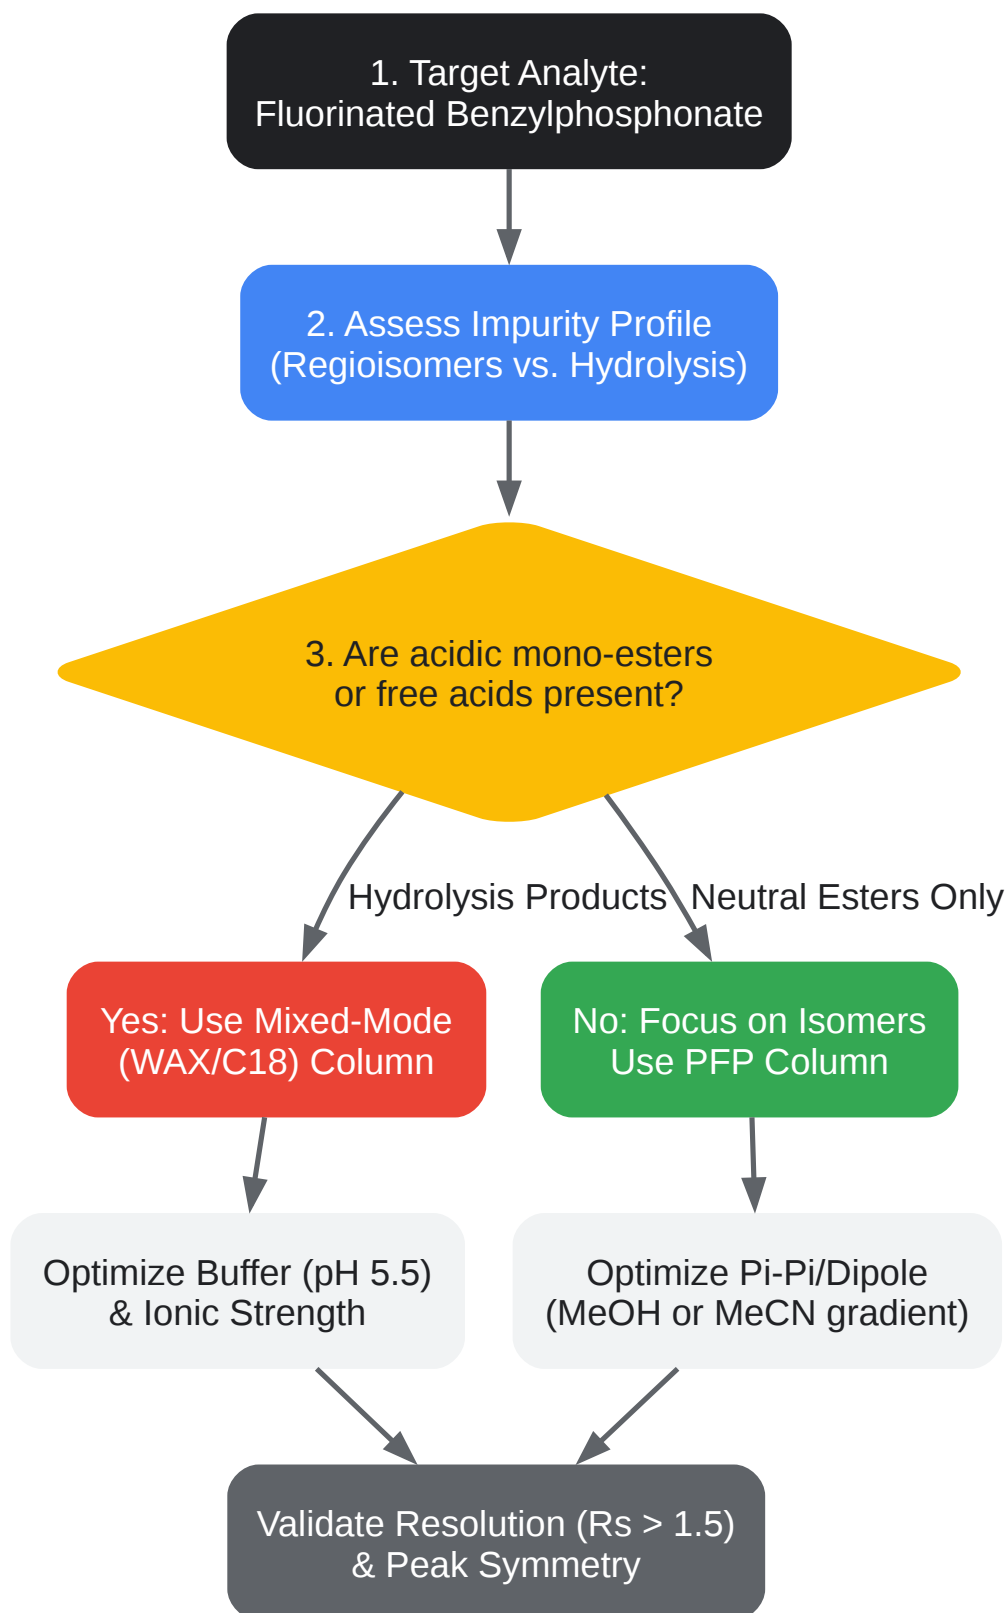 1. Target Analyte:
Fluorinated Benzylphosphonate
2. Assess Impurity Profile
(Regioisomers vs. Hydrolysis)
3. Are acidic mono-esters
or free acids present?
Hydrolysis Products
Neutral Esters Only
Yes: Use Mixed-Mode
(WAX/C18) Column
No: Focus on Isomers
Use PFP Column
Optimize Buffer (pH 5.5)
& Ionic Strength
Optimize Pi-Pi/Dipole
(MeOH or MeCN gradient)
Validate Resolution (Rs > 1.5)
& Peak Symmetry